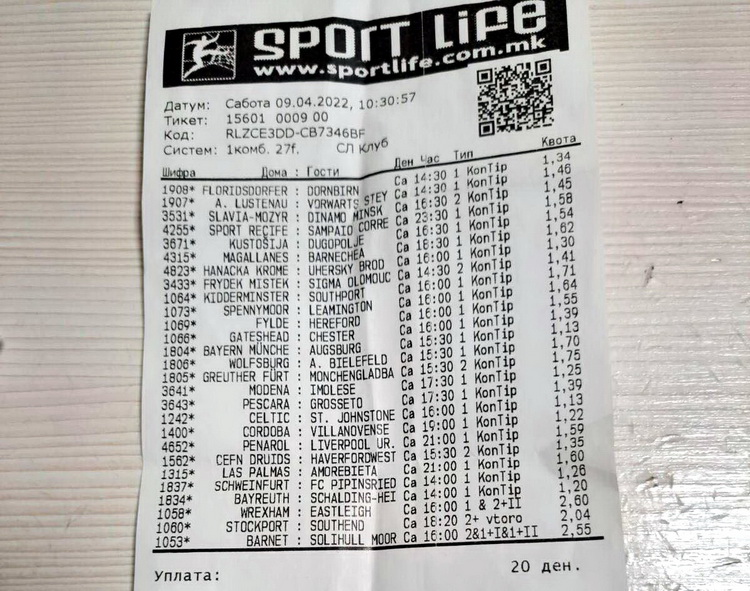 SPORT LIFE
www.sportlife.com.mk
Датум: Сабота 09.04.2022, 10:30:57
Тикет: 15601 0009 00
Код: RLZCE3DD-CB7346BF
Систем: 1комб. 27f. СЛ Клуб
Шифра Дома : Гости Ден Час Тип Квота
1908* FLORIDSDORFER : DORNBIRN Са 14:30 1 KonTip 1,34
1907* A. LUSTENAU : VORWARTS STEY Са 14:30 1 KonTip 1,46
3531* SLAVIA-MOZYR : DINAMO MINSK Са 16:30 2 KonTip 1,45
4255* SPORT RECIFE : SAMPAIO CORRE Са 23:30 1 KonTip 1,58
3671* KUSTOŠIJA : DUGOPOLJE Са 16:30 1 KonTip 1,54
4315* MAGALLANES : BARNECHEA Са 18:30 1 KonTip 1,62
4823* HANACKA KROME : UHERSKY BROD Са 16:00 1 KonTip 1,30
3433* FRYDEK MISTEK : SIGMA OLOMOUC Са 14:30 2 KonTip 1,41
1064* KIDDERMINSTER : SOUTHPORT Са 16:00 1 KonTip 1,71
1073* SPENNYMOOR : LEAMINGTON Са 16:00 1 KonTip 1,64
1069* FYLDE : HEREFORD Са 16:00 1 KonTip 1,55
1066* GATESHEAD : CHESTER Са 16:00 1 KonTip 1,39
1804* BAYERN MÜNCHE : AUGSBURG Са 15:30 1 KonTip 1,13
1806* WOLFSBURG : A. BIELEFELD Са 15:30 1 KonTip 1,70
1805* GREUTHER FÜRT : MONCHENGLADBA Са 15:30 2 KonTip 1,75
3641* MODENA : IMOLESE Са 17:30 1 KonTip 1,25
3643* PESCARA : GROSSETO Са 17:30 1 KonTip 1,39
1242* CELTIC : ST. JOHNSTONE Са 16:00 1 KonTip 1,13
1400* CORDOBA : VILLANOVENSE Са 19:00 1 KonTip 1,22
4652* PENAROL : LIVERPOOL UR. Са 21:00 1 KonTip 1,59
1562* CEFN DRUIDS : HAVERFORDWEST Са 15:30 2 KonTip 1,35
1315* LAS PALMAS : AMOREBIETA Са 21:00 1 KonTip 1,60
1837* SCHWEINFURT : FC PIPINSRIED Са 14:00 1 KonTip 1,26
1834* BAYREUTH : SCHALDING-HEI Са 14:00 1 KonTip 1,20
1058* WREXHAM : EASTLEIGH Са 16:00 1 & 2+II 2,60
1060* STOCKPORT : SOUTHEND Са 18:20 2+ vtoro 2,04
1053* BARNET : SOLIHULL MOOR Са 16:00 2&1+I&1+II 2,55
Уплата: 20 ден.